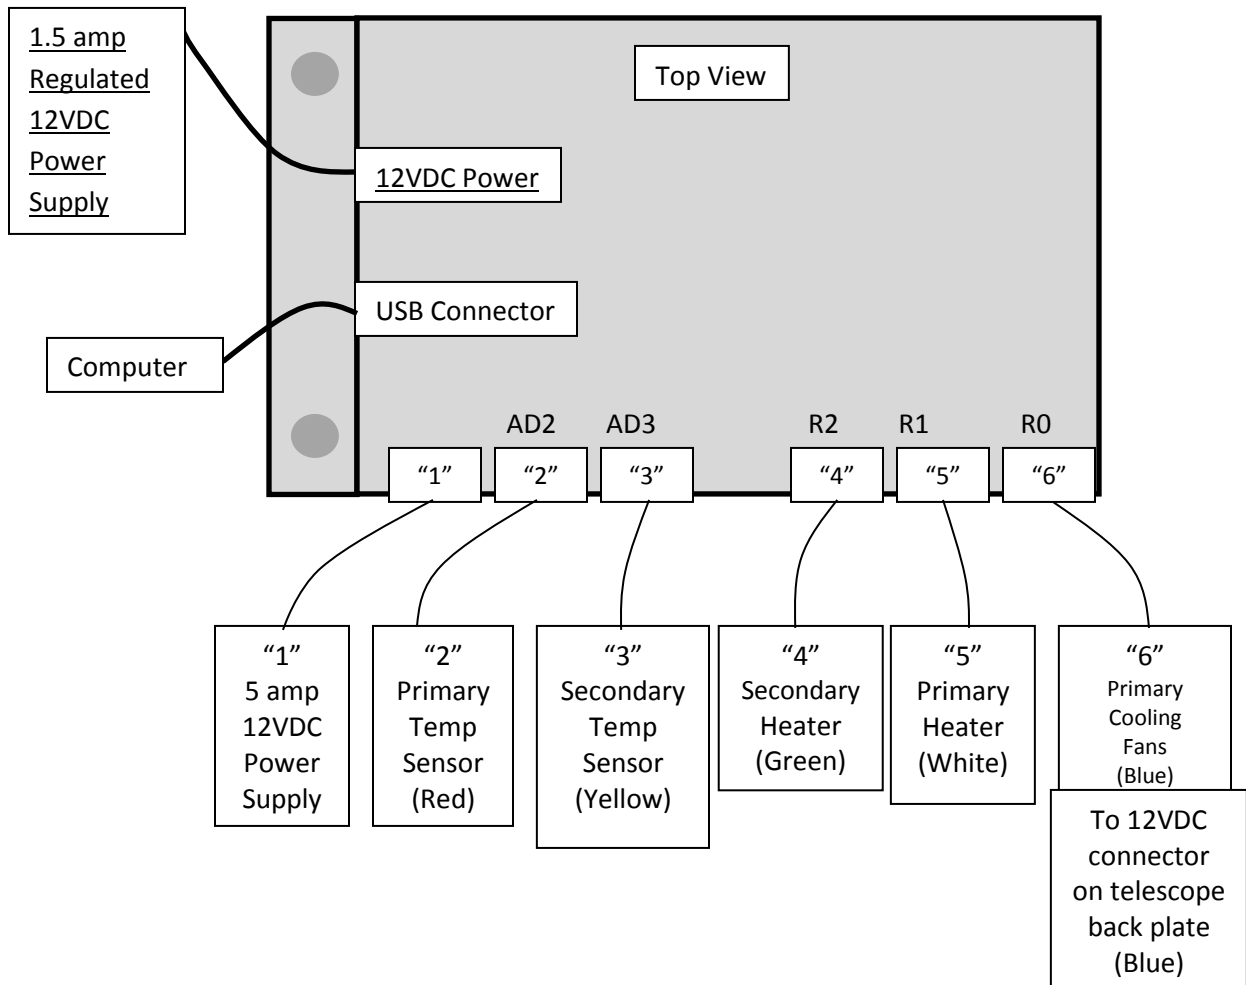 1.5 amp
Regulated
12VDC
Power
Supply
Top View
12VDC Power
USB Connector
Computer
AD2
AD3
R2
R1
R0
“1”
“2”
“3”
“4”
“5”
“6”
“1”
5 amp
12VDC
Power
Supply
“2”
Primary
Temp
Sensor
(Red)
“3”
Secondary
Temp
Sensor
(Yellow)
“4”
Secondary
Heater
(Green)
“5”
Primary
Heater
(White)
“6”
Primary
Cooling
Fans
(Blue)
To 12VDC
connector
on telescope
back plate
(Blue)